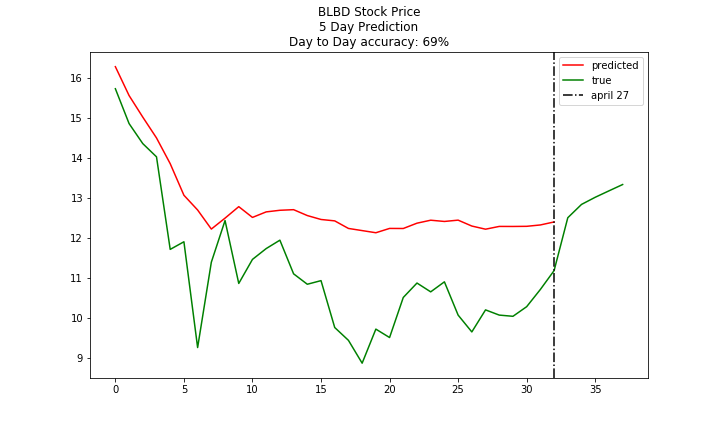 BLBD Stock Price
5 Day Prediction
Day to Day accuracy: 69%
predicted
true
april 27
16
15
14
13
12
11
10
9
0 5 10 15 20 25 30 35